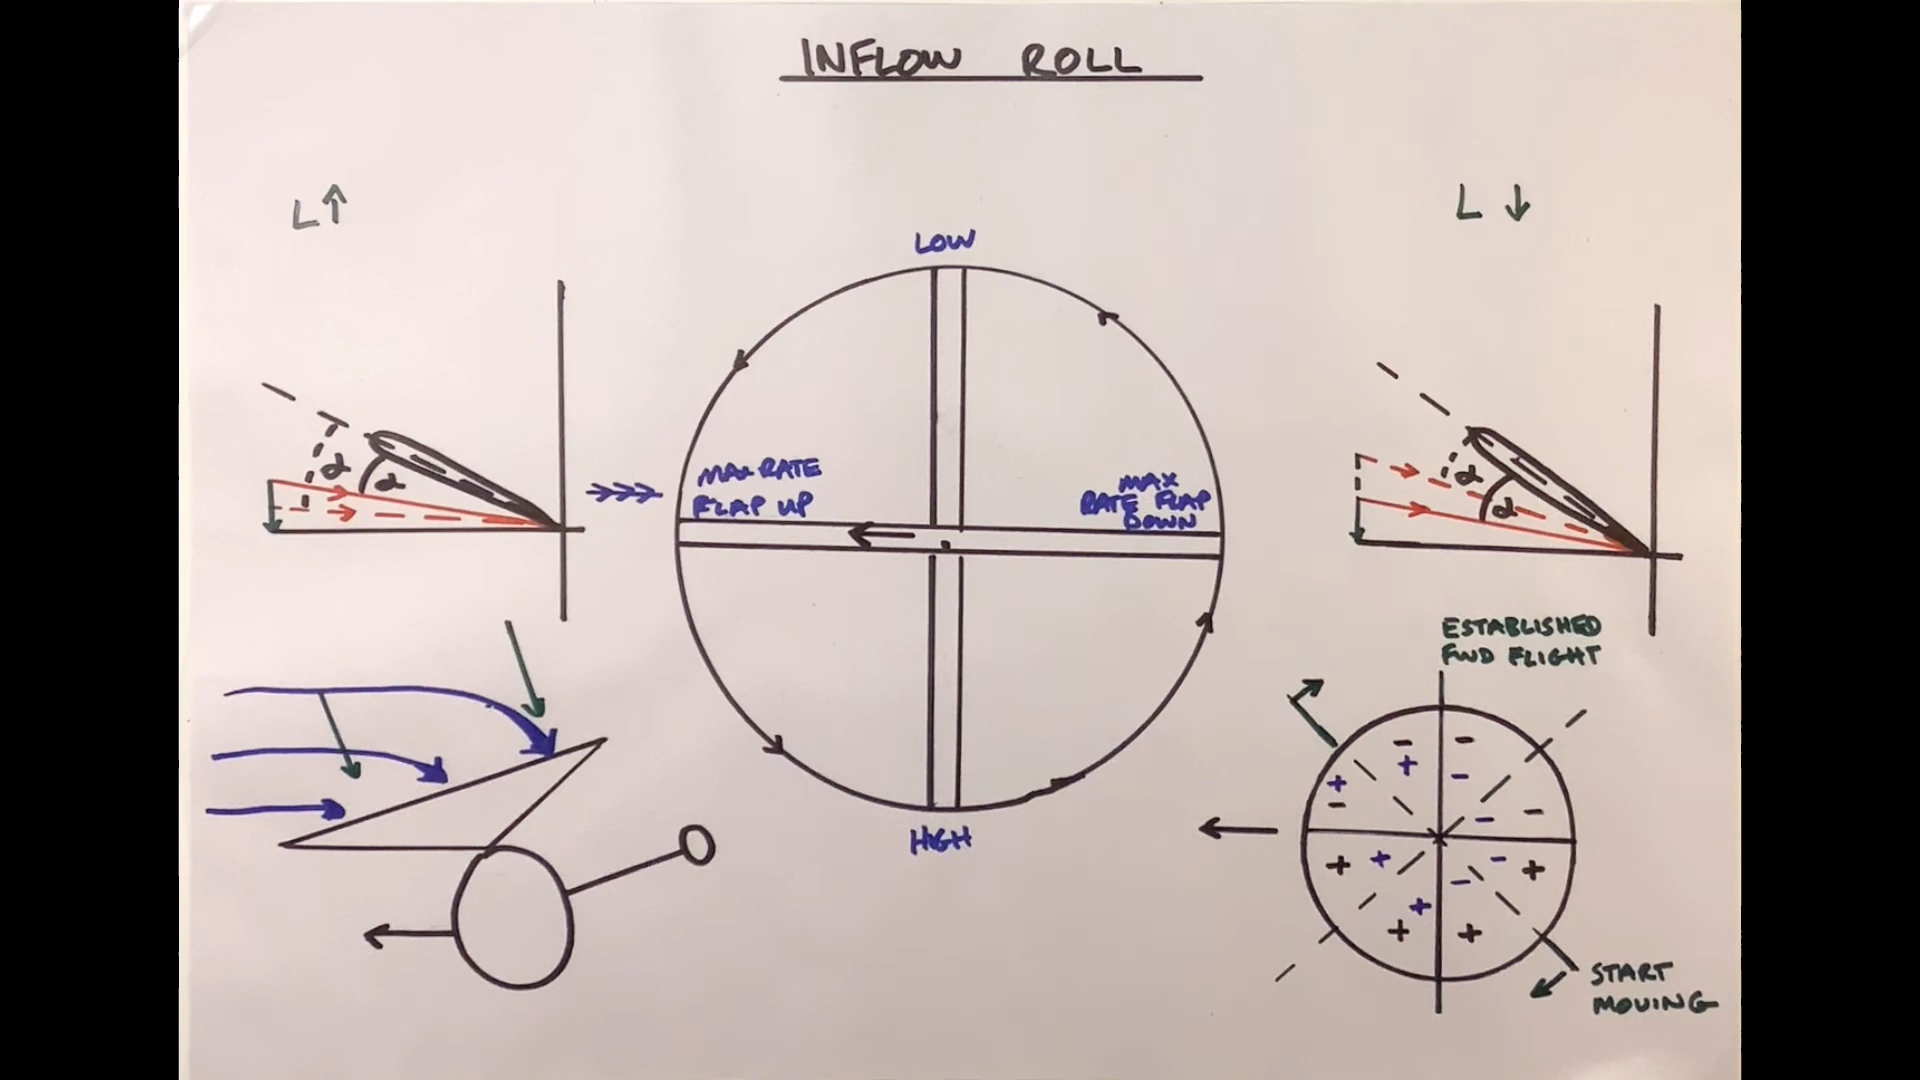 INFLOW ROLL
L↑
L ↓
LOW
MAX RATE
FLAP UP
MAX
RATE FLAP
DOWN
α
α
α
α
HIGH
ESTABLISHED
FWD FLIGHT
- -
+ -
+
- - -
+ + - +
-
+
+ +
START
MOVING